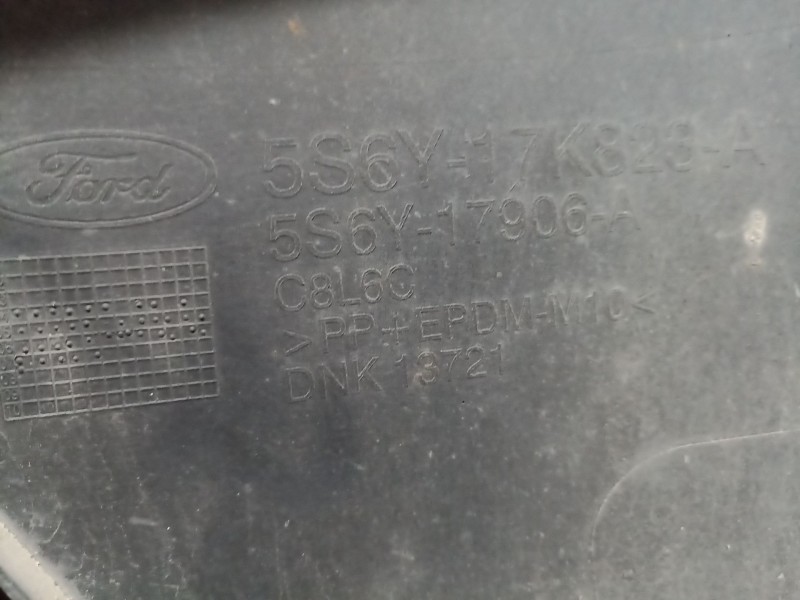 Ford
5S6Y-17K823-A
5S6Y-17906-A
C8L6C
>PP+EPDM-M10<
DNK 13721